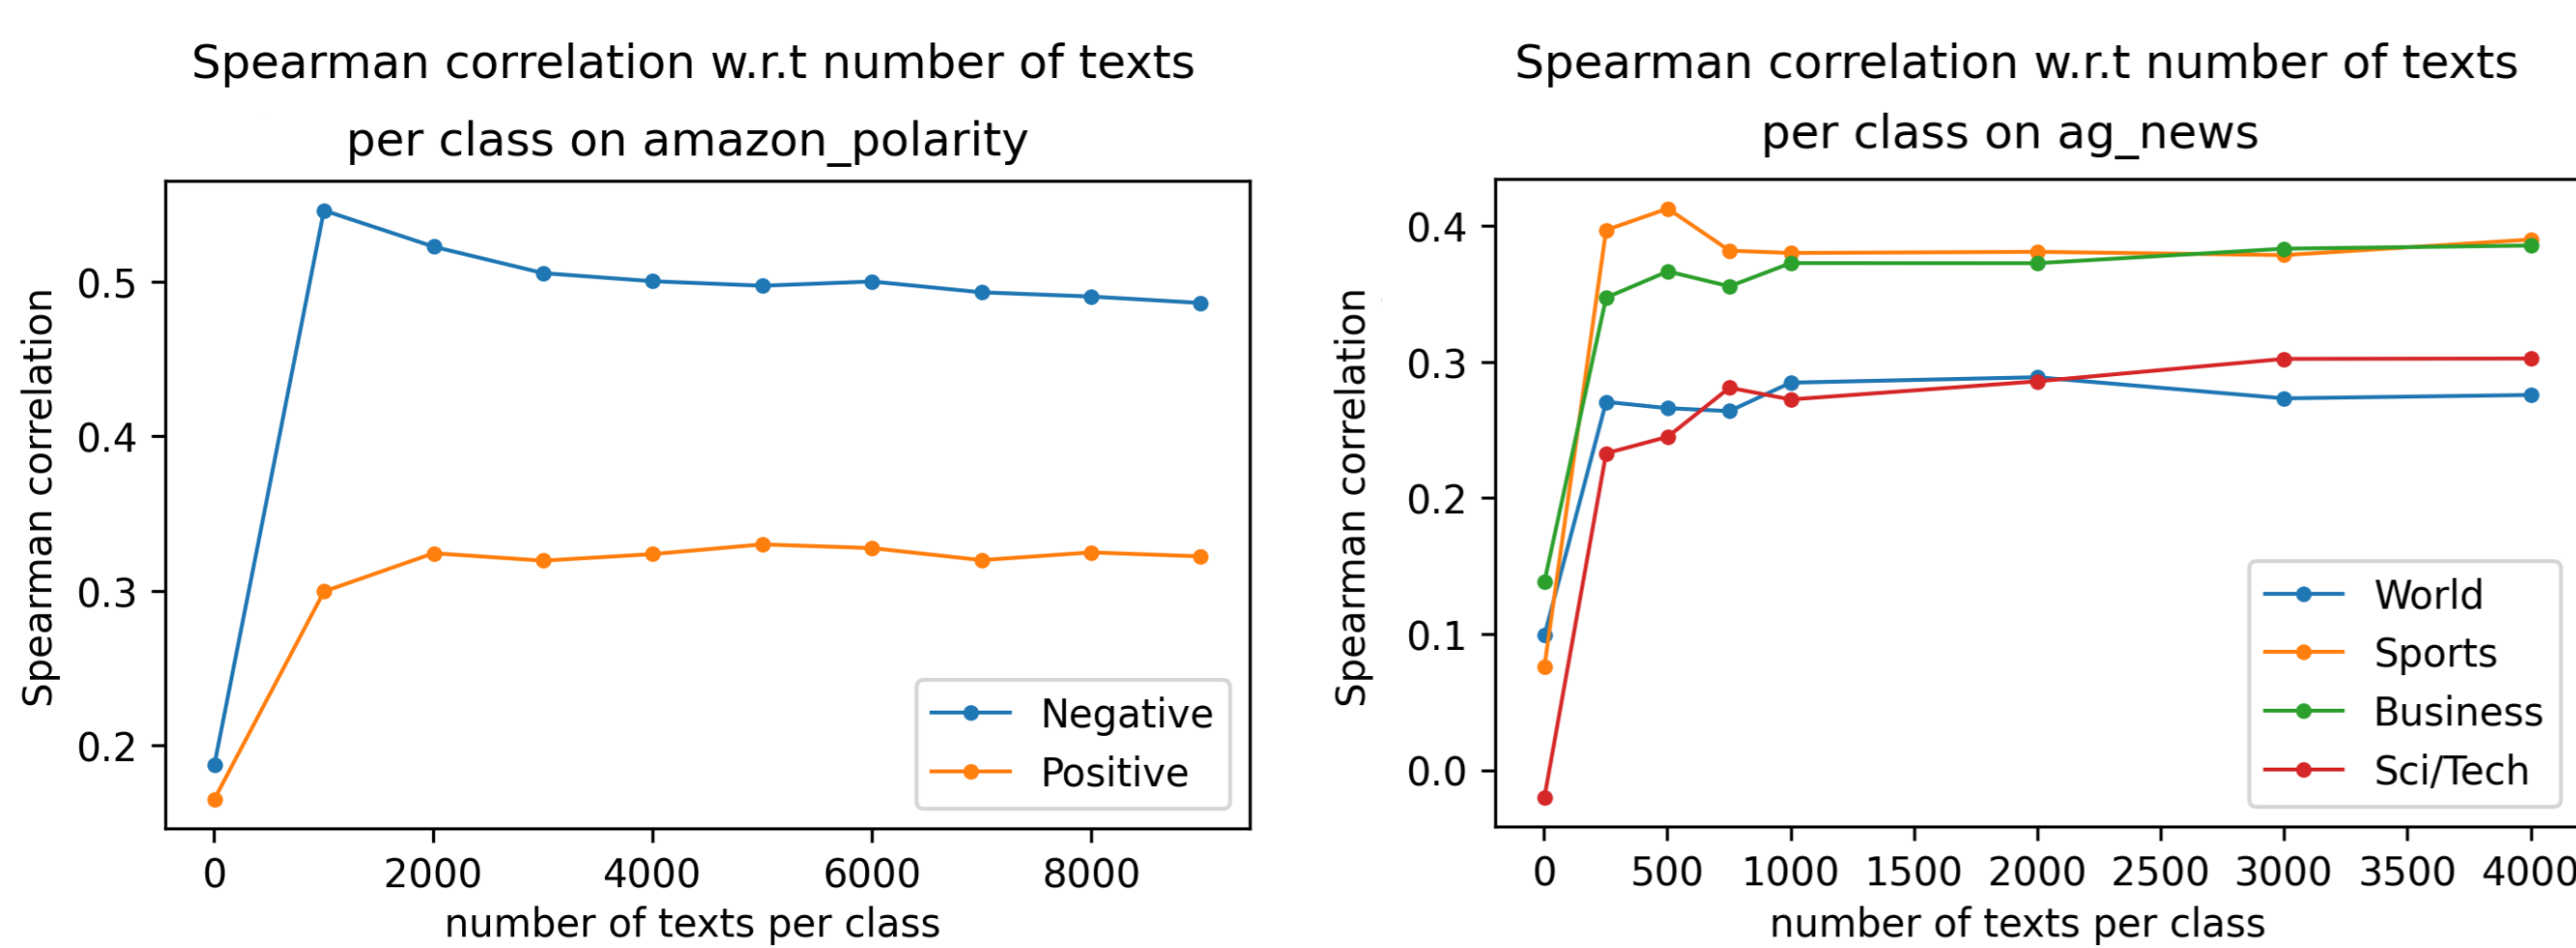 Spearman correlation w.r.t number of texts
per class on amazon_polarity
Spearman correlation
0.5
0.4
0.3
0.2
Negative
Positive
0 2000 4000 6000 8000
number of texts per class
Spearman correlation w.r.t number of texts
per class on ag_news
Spearman correlation
0.4
0.3
0.2
0.1
0.0
World
Sports
Business
Sci/Tech
0 500 1000 1500 2000 2500 3000 3500 4000
number of texts per class